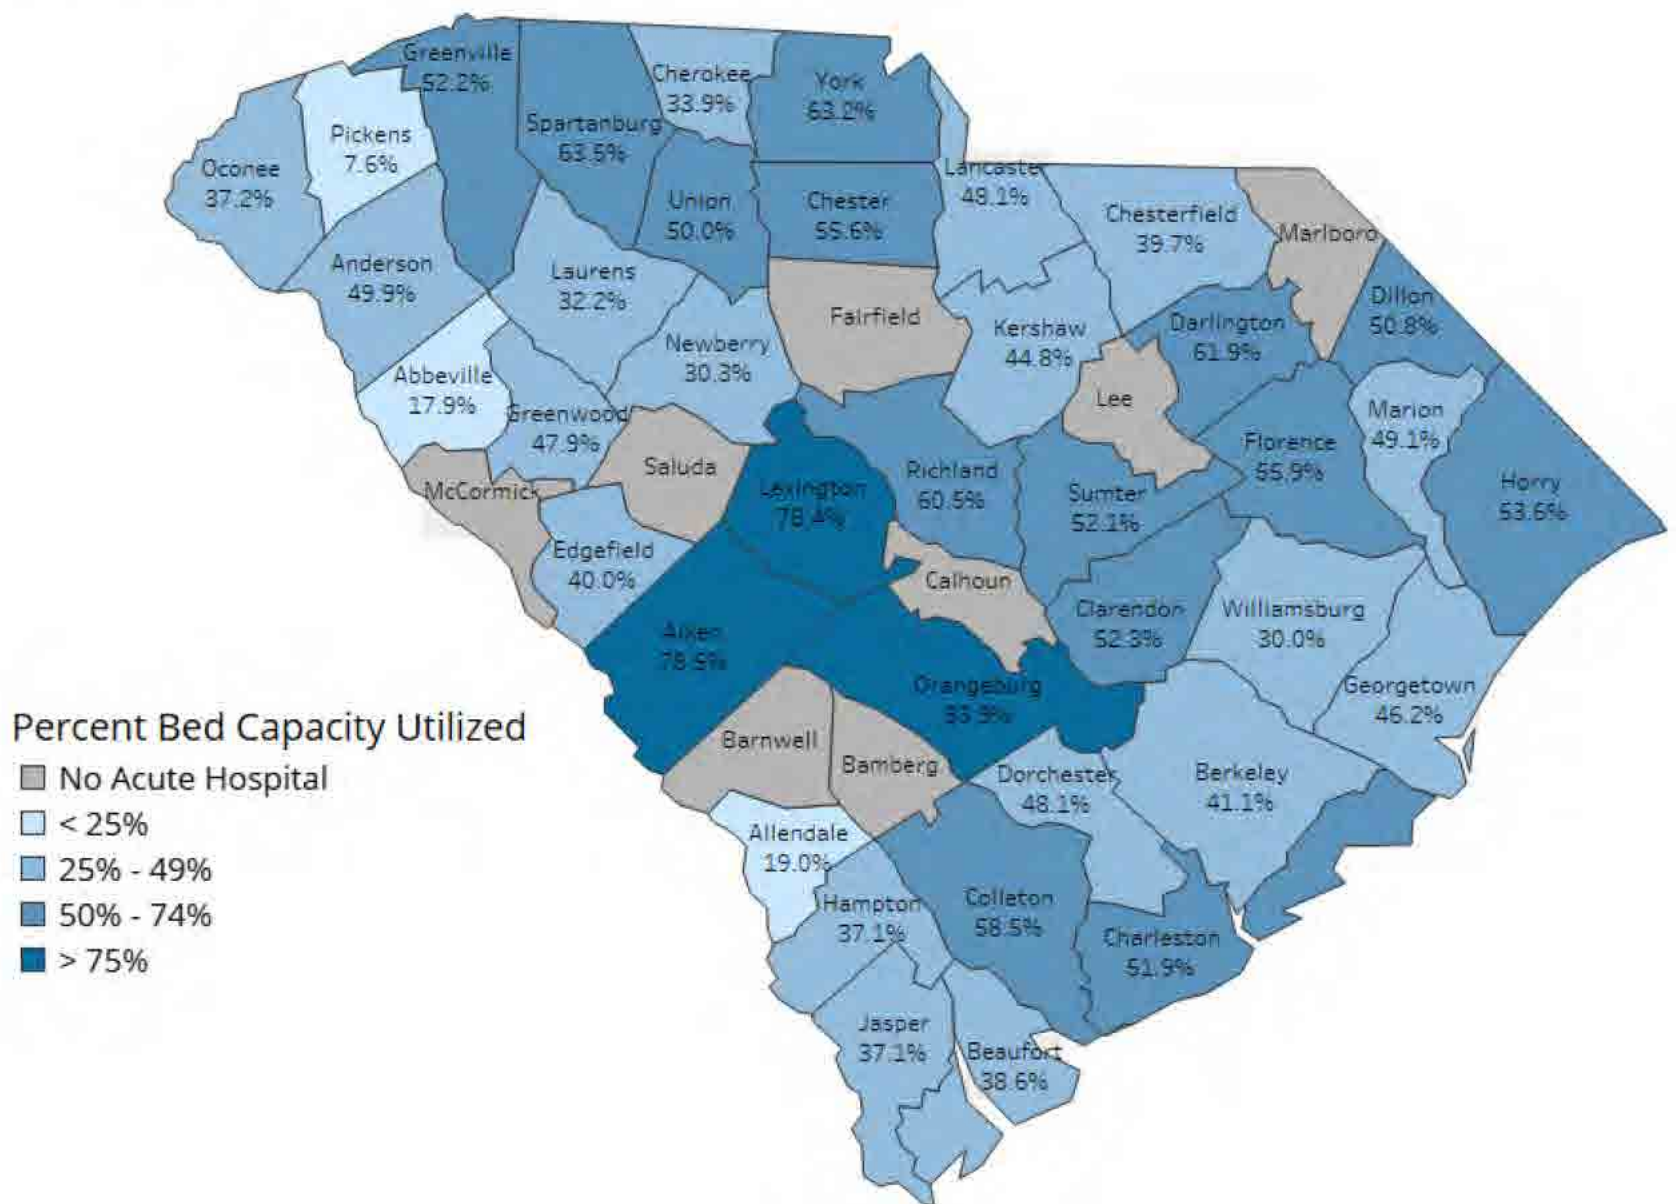 Greenville
52.2%
Cherokee
33.9%
York
63.2%
Pickens
7.6%
Spartanburg
63.5%
Oconee
37.2%
Lancaste
Union
50.0%
Chester
55.6%
Chesterfield
39.7%
Marlboro
Anderson
49.9%
Laurens
32.2%
Dillon
50.8%
Fairfield
Kershaw
44.8%
Darlington
61.9%
Newberry
30.3%
Abbeville
17.9%
Greenwood
47.9%
Lee
Marion
49.1%
Florence
55.9%
Saluda
Richland
60.5%
McCormick
Lexington
78.4%
Sumter
52.1%
Horry
53.6%
Edgefield
40.0%
Calhoun
Clarendon
52.3%
Williamsburg
30.0%
Aiken
78.5%
Orangeburg
Georgetown
46.2%
Percent Bed Capacity Utilized
No Acute Hospital
< 25%
25% - 49%
50% - 74%
> 75%
Barnwell
Bamberg
Dorchester
48.1%
Berkeley
41.1%
Allendale
19.0%
Hampton
37.1%
Colleton
58.5%
Charleston
51.9%
Jasper
37.1%
Beaufort
38.6%